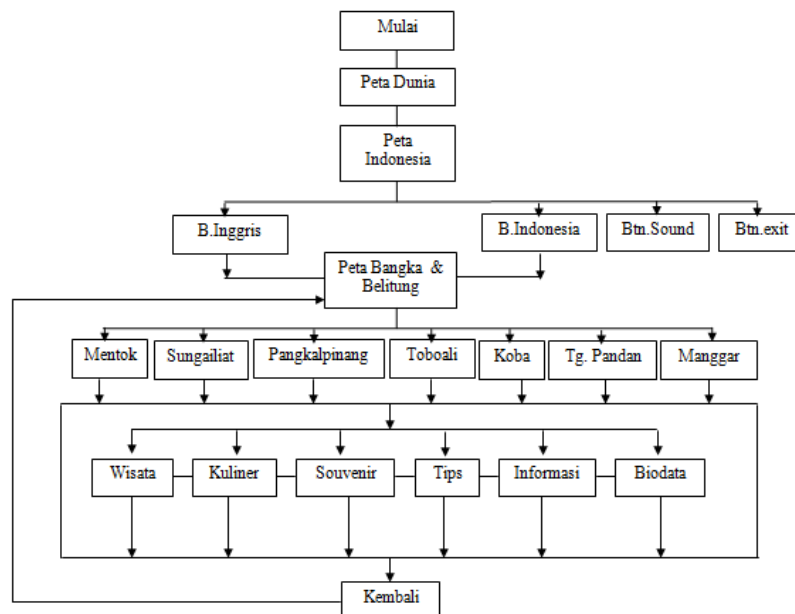 Mulai
Peta Dunia
Peta
Indonesia
B.Inggris
B.Indonesia
Btn.Sound
Btn.exit
Peta Bangka &
Belitung
Mentok
Sungailiat
Pangkalpinang
Toboali
Koba
Tg. Pandan
Manggar
Wisata
Kuliner
Souvenir
Tips
Informasi
Biodata
Kembali